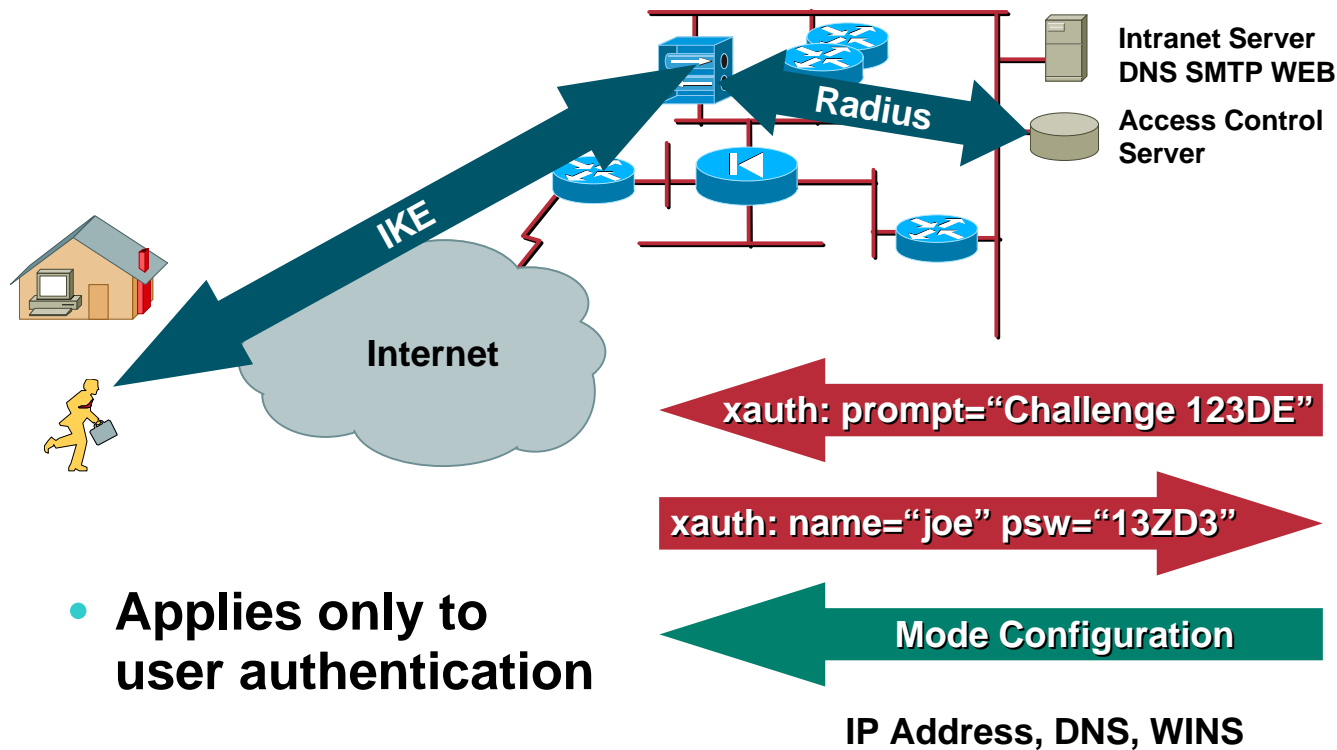 Intranet Server
DNS SMTP WEB
Radius
Access Control
Server
IKE
Internet
xauth: prompt=“Challenge 123DE”
xauth: name=“joe” psw=“13ZD3”
• Applies only to
user authentication
Mode Configuration
IP Address, DNS, WINS